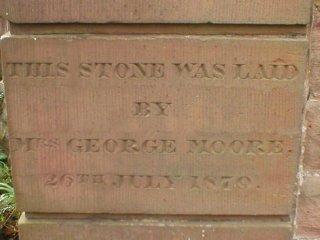 THIS STONE WAS LAID
BY
MRS GEORGE MOORE.
26TH JULY 1879.